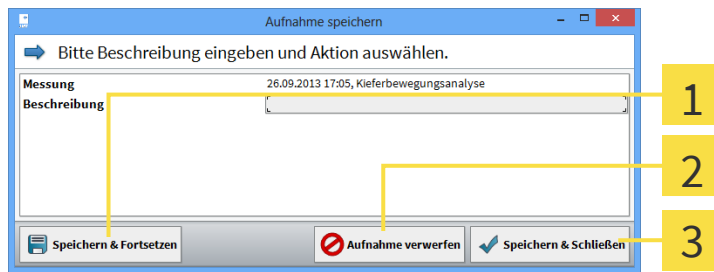 Aufnahme speichern
Bitte Beschreibung eingeben und Aktion auswählen.
Messung 26.09.2013 17:05, Kieferbewegungsanalyse
Beschreibung
1
2
Speichern & Fortsetzen Aufnahme verwerfen Speichern & Schließen 3